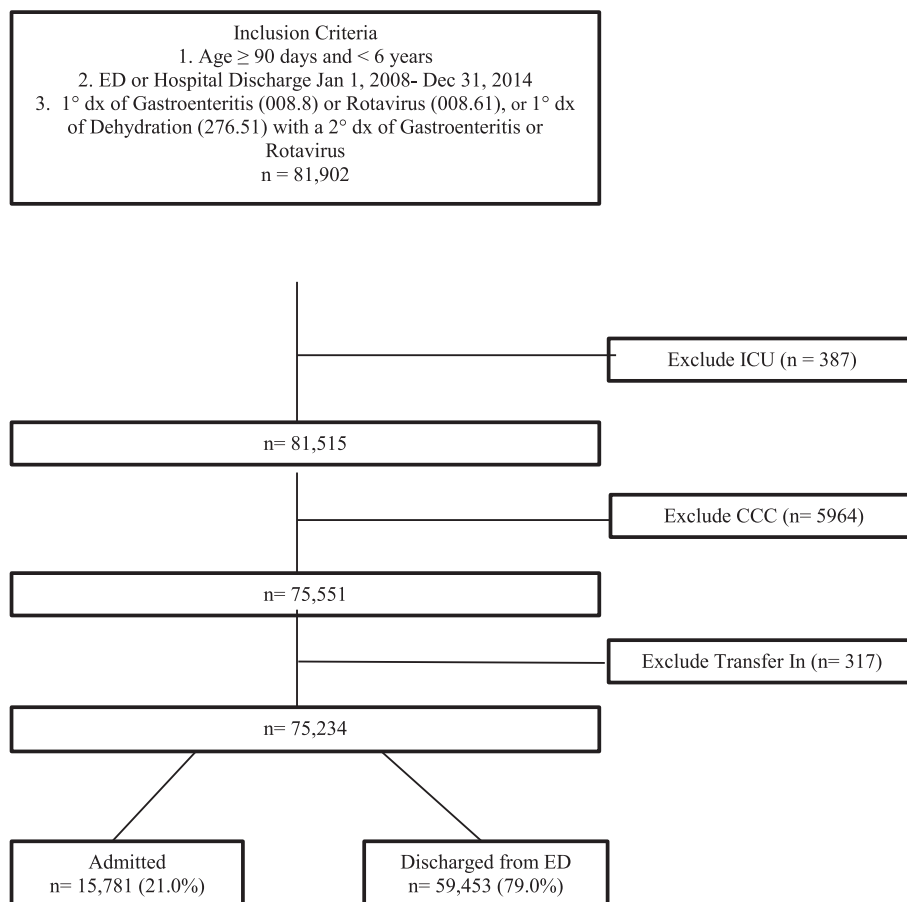 Inclusion Criteria
1. Age ≥ 90 days and < 6 years
2. ED or Hospital Discharge Jan 1, 2008- Dec 31, 2014
3. 1° dx of Gastroenteritis (008.8) or Rotavirus (008.61), or 1° dx
of Dehydration (276.51) with a 2° dx of Gastroenteritis or
Rotavirus
n = 81,902
Exclude ICU (n = 387)
n= 81,515
Exclude CCC (n= 5964)
n= 75,551
Exclude Transfer In (n= 317)
n= 75,234
Admitted
n= 15,781 (21.0%)
Discharged from ED
n= 59,453 (79.0%)